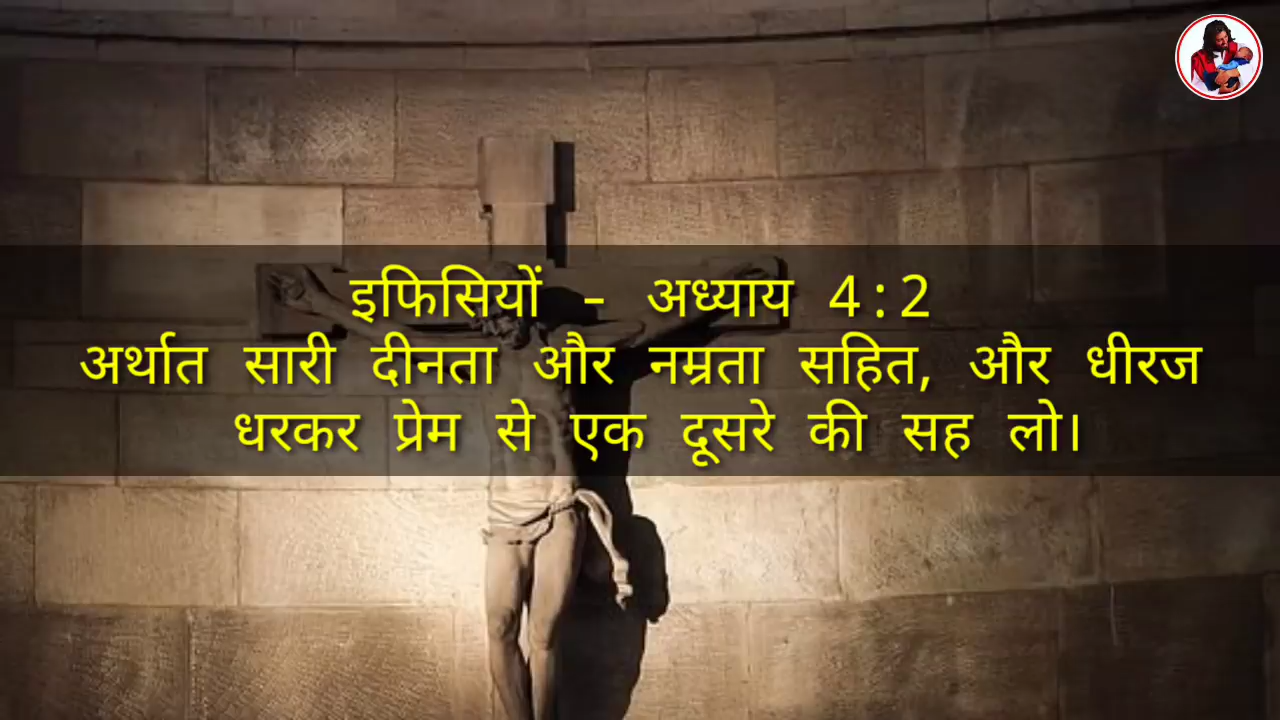 इफिसियों - अध्याय 4:2
अर्थात सारी दीनता और नम्रता सहित, और धीरज
धरकर प्रेम से एक दूसरे की सह लो।